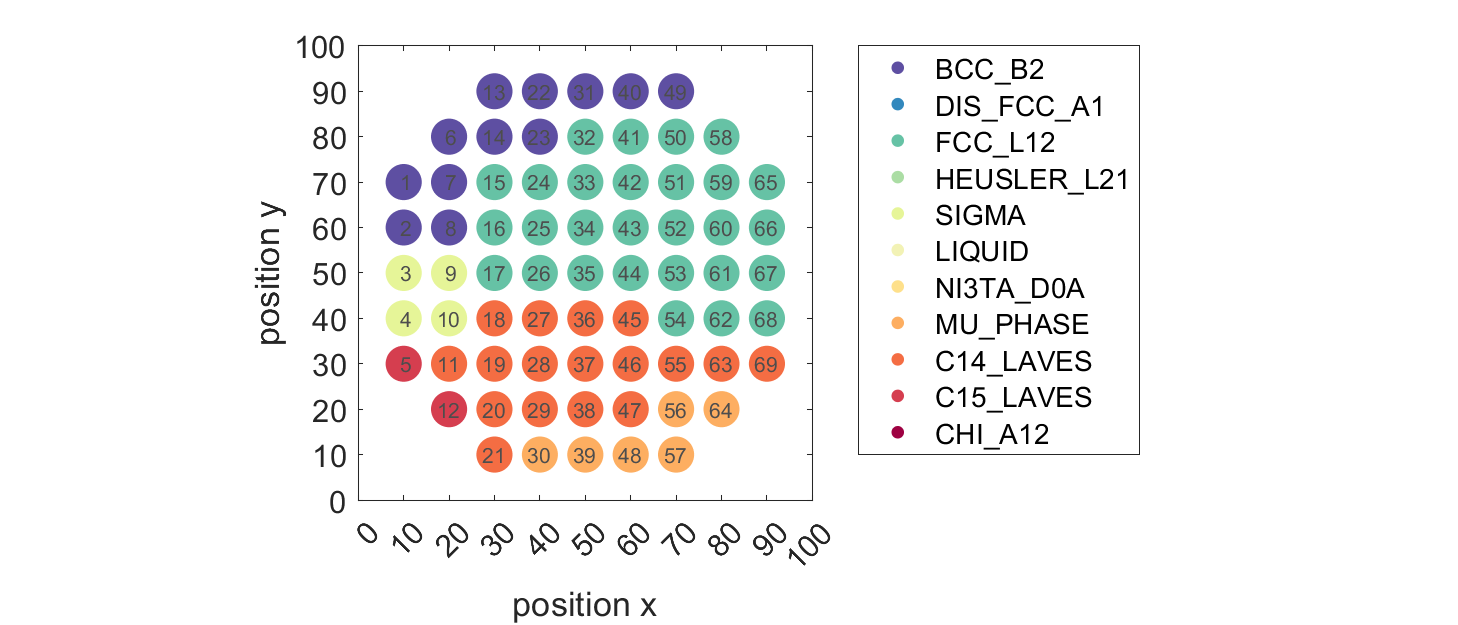 100
90
80
70
60
50
40
30
20
10
0
position y
13 22 31 40 49
6 14 23 32 41 50 58
1 7 15 24 33 42 51 59 65
2 8 16 25 34 43 52 60 66
3 9 17 26 35 44 53 61 67
4 10 18 27 36 45 54 62 68
5 11 19 28 37 46 55 63 69
12 20 29 38 47 56 64
21 30 39 48 57
0 10 20 30 40 50 60 70 80 90 100
position x
BCC_B2
DIS_FCC_A1
FCC_L12
HEUSLER_L21
SIGMA
LIQUID
NI3TA_D0A
MU_PHASE
C14_LAVES
C15_LAVES
CHI_A12